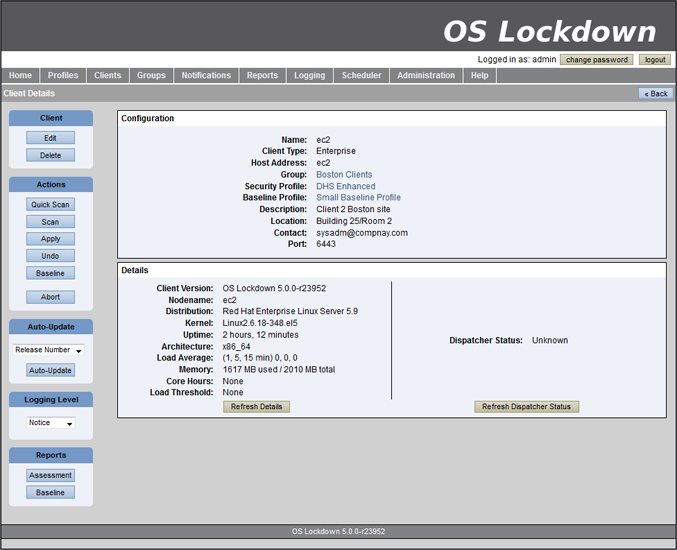 OS Lockdown
Logged in as: admin change password logout
Home Profiles Clients Groups Notifications Reports Logging Scheduler Administration Help
Client Details « Back
Client
Edit
Delete
Actions
Quick Scan
Scan
Apply
Undo
Baseline
Abort
Auto-Update
Release Number
Auto-Update
Logging Level
Notice
Reports
Assessment
Baseline
Configuration
Name: ec2
Client Type: Enterprise
Host Address: ec2
Group: Boston Clients
Security Profile: DHS Enhanced
Baseline Profile: Small Baseline Profile
Description: Client 2 Boston site
Location: Building 25/Room 2
Contact: sysadm@compnay.com
Port: 6443
Details
Client Version: OS Lockdown 5.0.0-r23952
Nodename: ec2
Distribution: Red Hat Enterprise Linux Server 5.9
Kernel: Linux2.6.18-348.el5
Uptime: 2 hours, 12 minutes
Architecture: x86_64
Load Average: (1, 5, 15 min) 0, 0, 0
Memory: 1617 MB used / 2010 MB total
Core Hours: None
Load Threshold: None
Refresh Details
Dispatcher Status: Unknown
Refresh Dispatcher Status
OS Lockdown 5.0.0-r23952